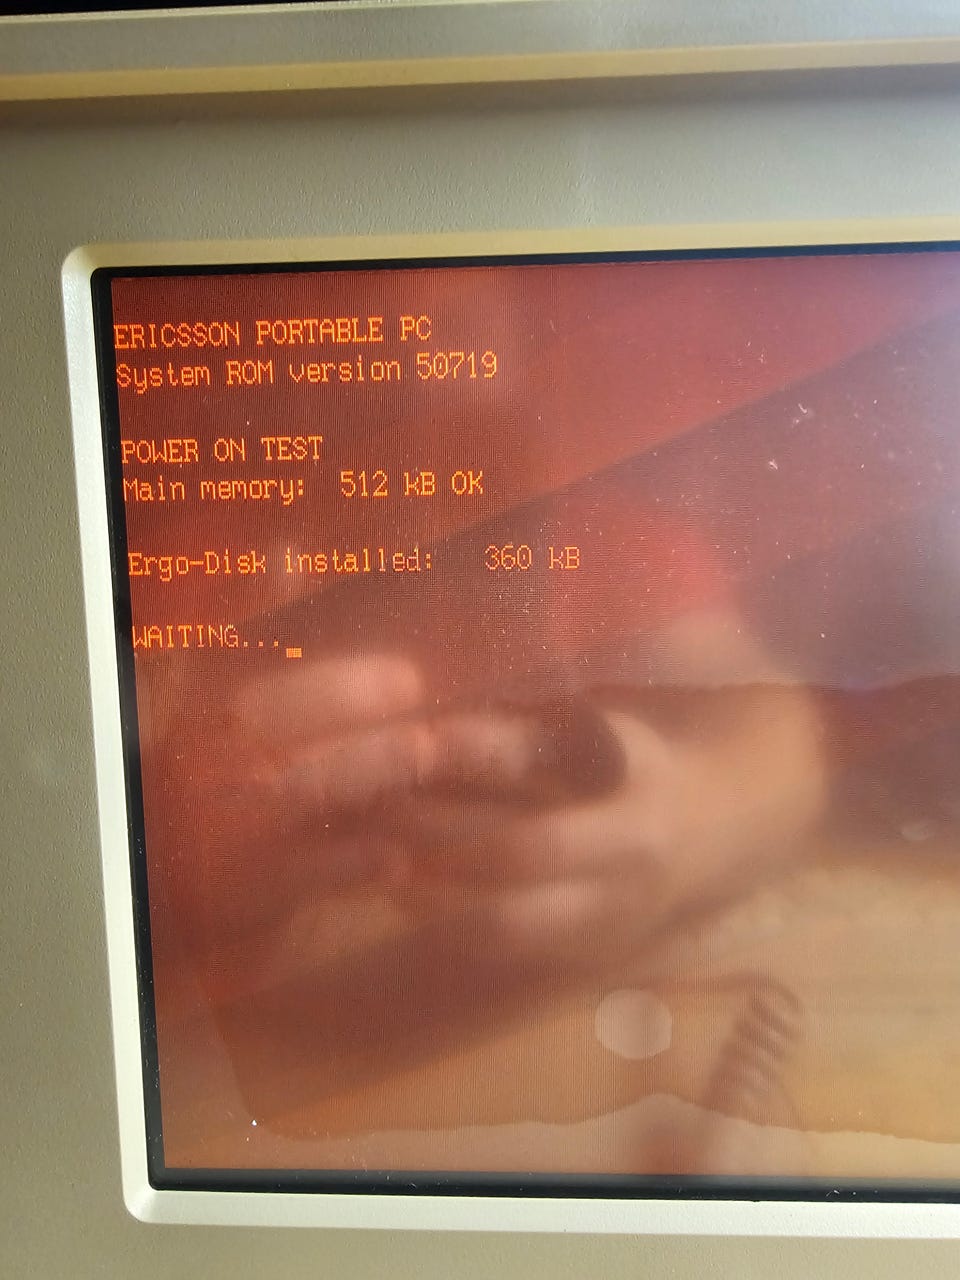 ERICSSON PORTABLE PC
System ROM version 50719
POWER ON TEST
Main memory: 512 kB OK
Ergo-Disk installed: 360 kB
WAITING...